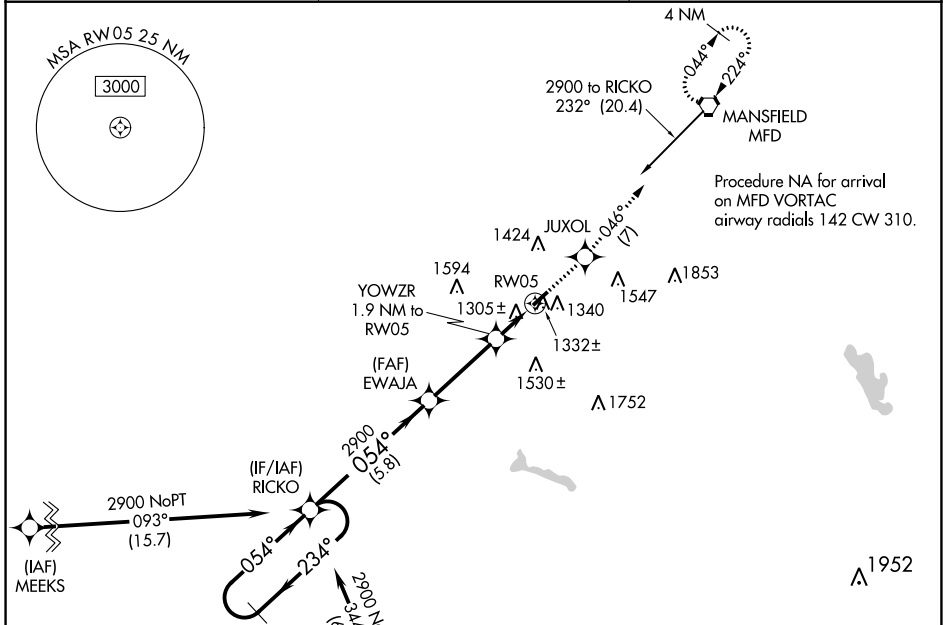 MSA RW05 25 NM
3000
4 NM
044°
224°
2900 to RICKO
232° (20.4)
MANSFIELD
MFD
Procedure NA for arrival
on MFD VORTAC
airway radials 142 CW 310.
JUXOL
046°
(7)
1424
1594
RW05
1853
1547
YOWZR
1.9 NM to
RW05
1305±
1340
1332±
(FAF)
EWAJA
1530±
1752
2900
054°
(5.8)
(IF/IAF)
RICKO
2900 NoPT
093°
(15.7)
(IAF)
MEEKS
054°
234°
2900 N
344
1952